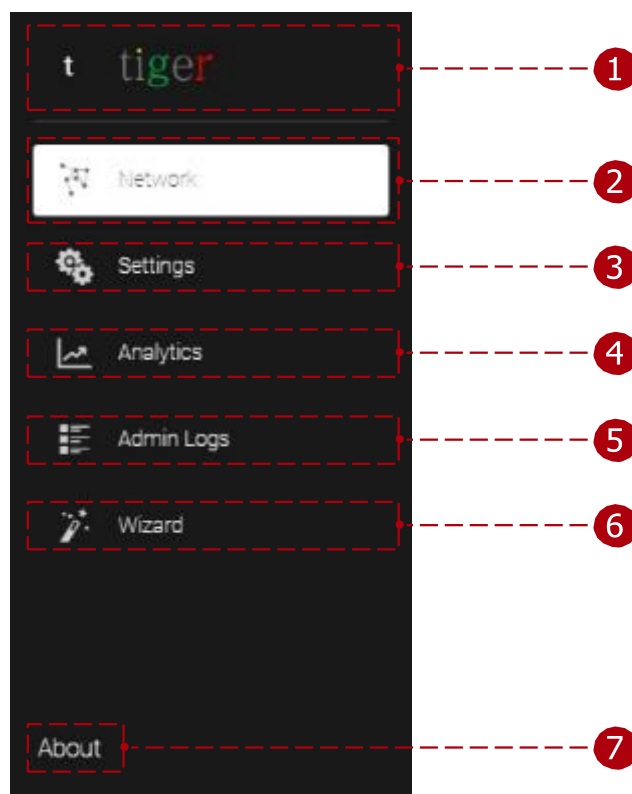 t tiger 1
Network 2
Settings 3
Analytics 4
Admin Logs 5
Wizard 6
About 7